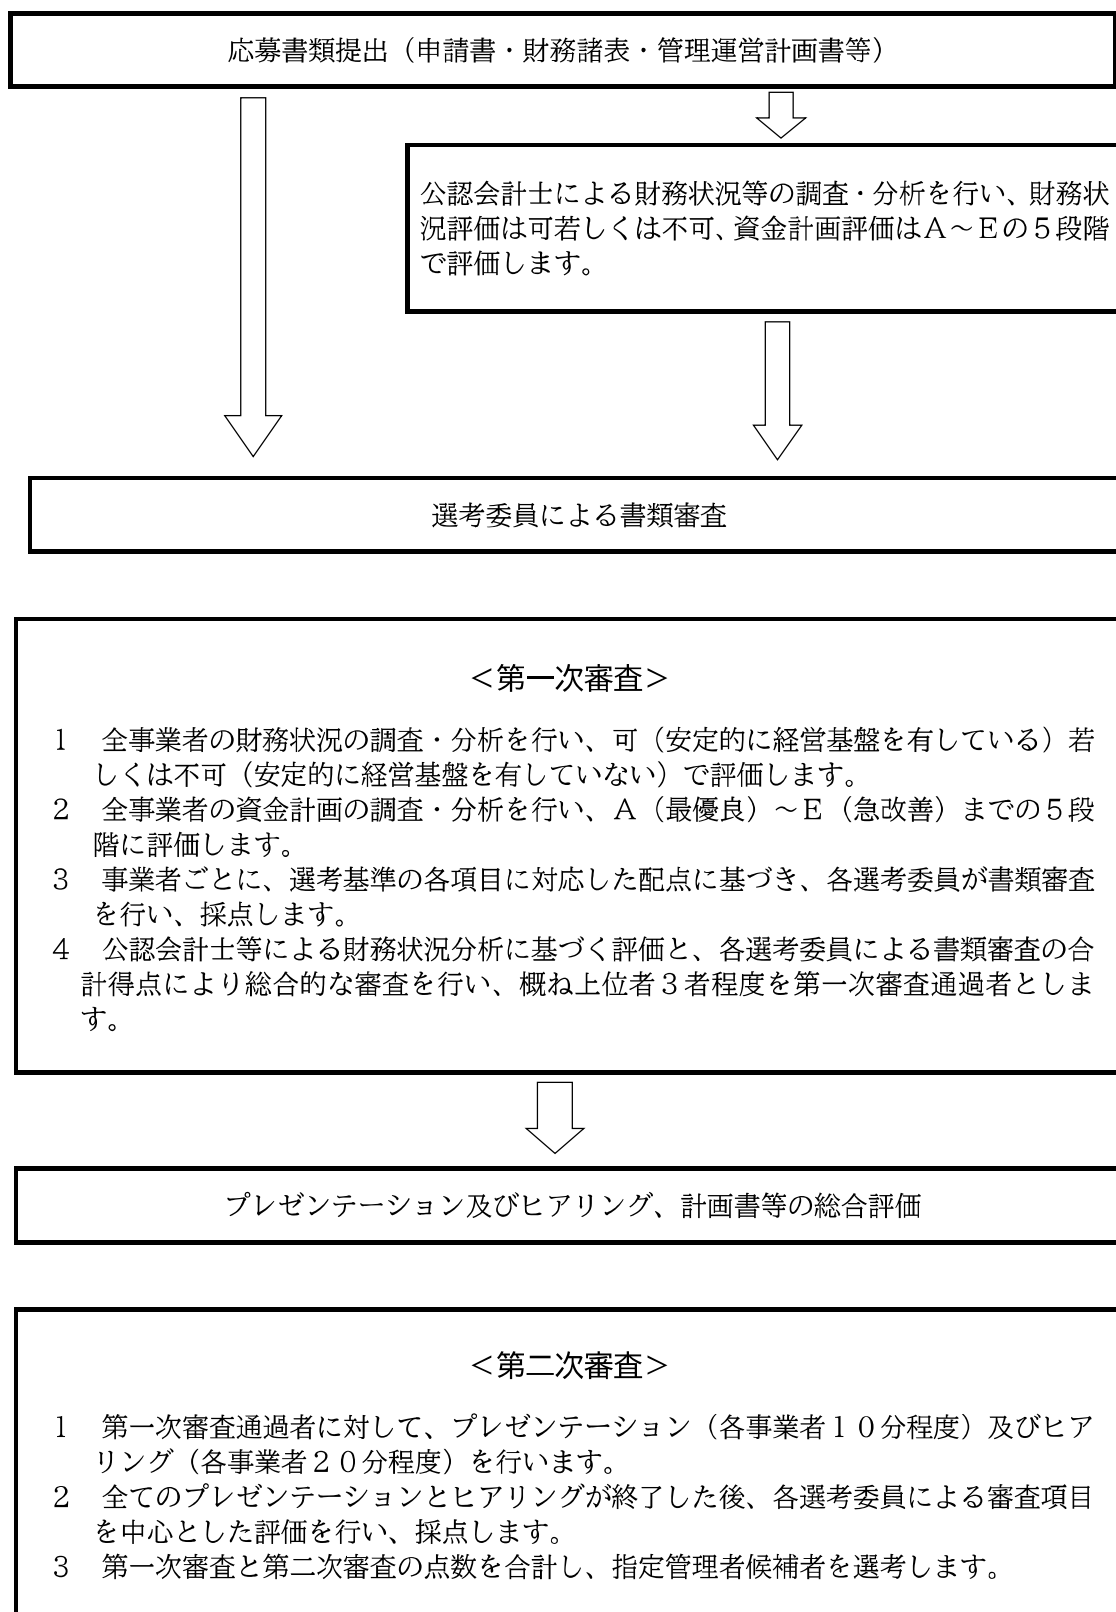 応募書類提出（申請書・財務諸表・管理運営計画書等）
公認会計士による財務状況等の調査・分析を行い、財務状
況評価は可若しくは不可、資金計画評価はＡ～Ｅの５段階
で評価します。
選考委員による書類審査
＜第一次審査＞
１　全事業者の財務状況の調査・分析を行い、可（安定的に経営基盤を有している）若
しくは不可（安定的に経営基盤を有していない）で評価します。
２　全事業者の資金計画の調査・分析を行い、Ａ（最優良）～Ｅ（急改善）までの５段
階に評価します。
３　事業者ごとに、選考基準の各項目に対応した配点に基づき、各選考委員が書類審査
を行い、採点します。
４　公認会計士等による財務状況分析に基づく評価と、各選考委員による書類審査の合
計得点により総合的な審査を行い、概ね上位者３者程度を第一次審査通過者としま
す。
プレゼンテーション及びヒアリング、計画書等の総合評価
＜第二次審査＞
１　第一次審査通過者に対して、プレゼンテーション（各事業者１０分程度）及びヒア
リング（各事業者２０分程度）を行います。
２　全てのプレゼンテーションとヒアリングが終了した後、各選考委員による審査項目
を中心とした評価を行い、採点します。
３　第一次審査と第二次審査の点数を合計し、指定管理者候補者を選考します。